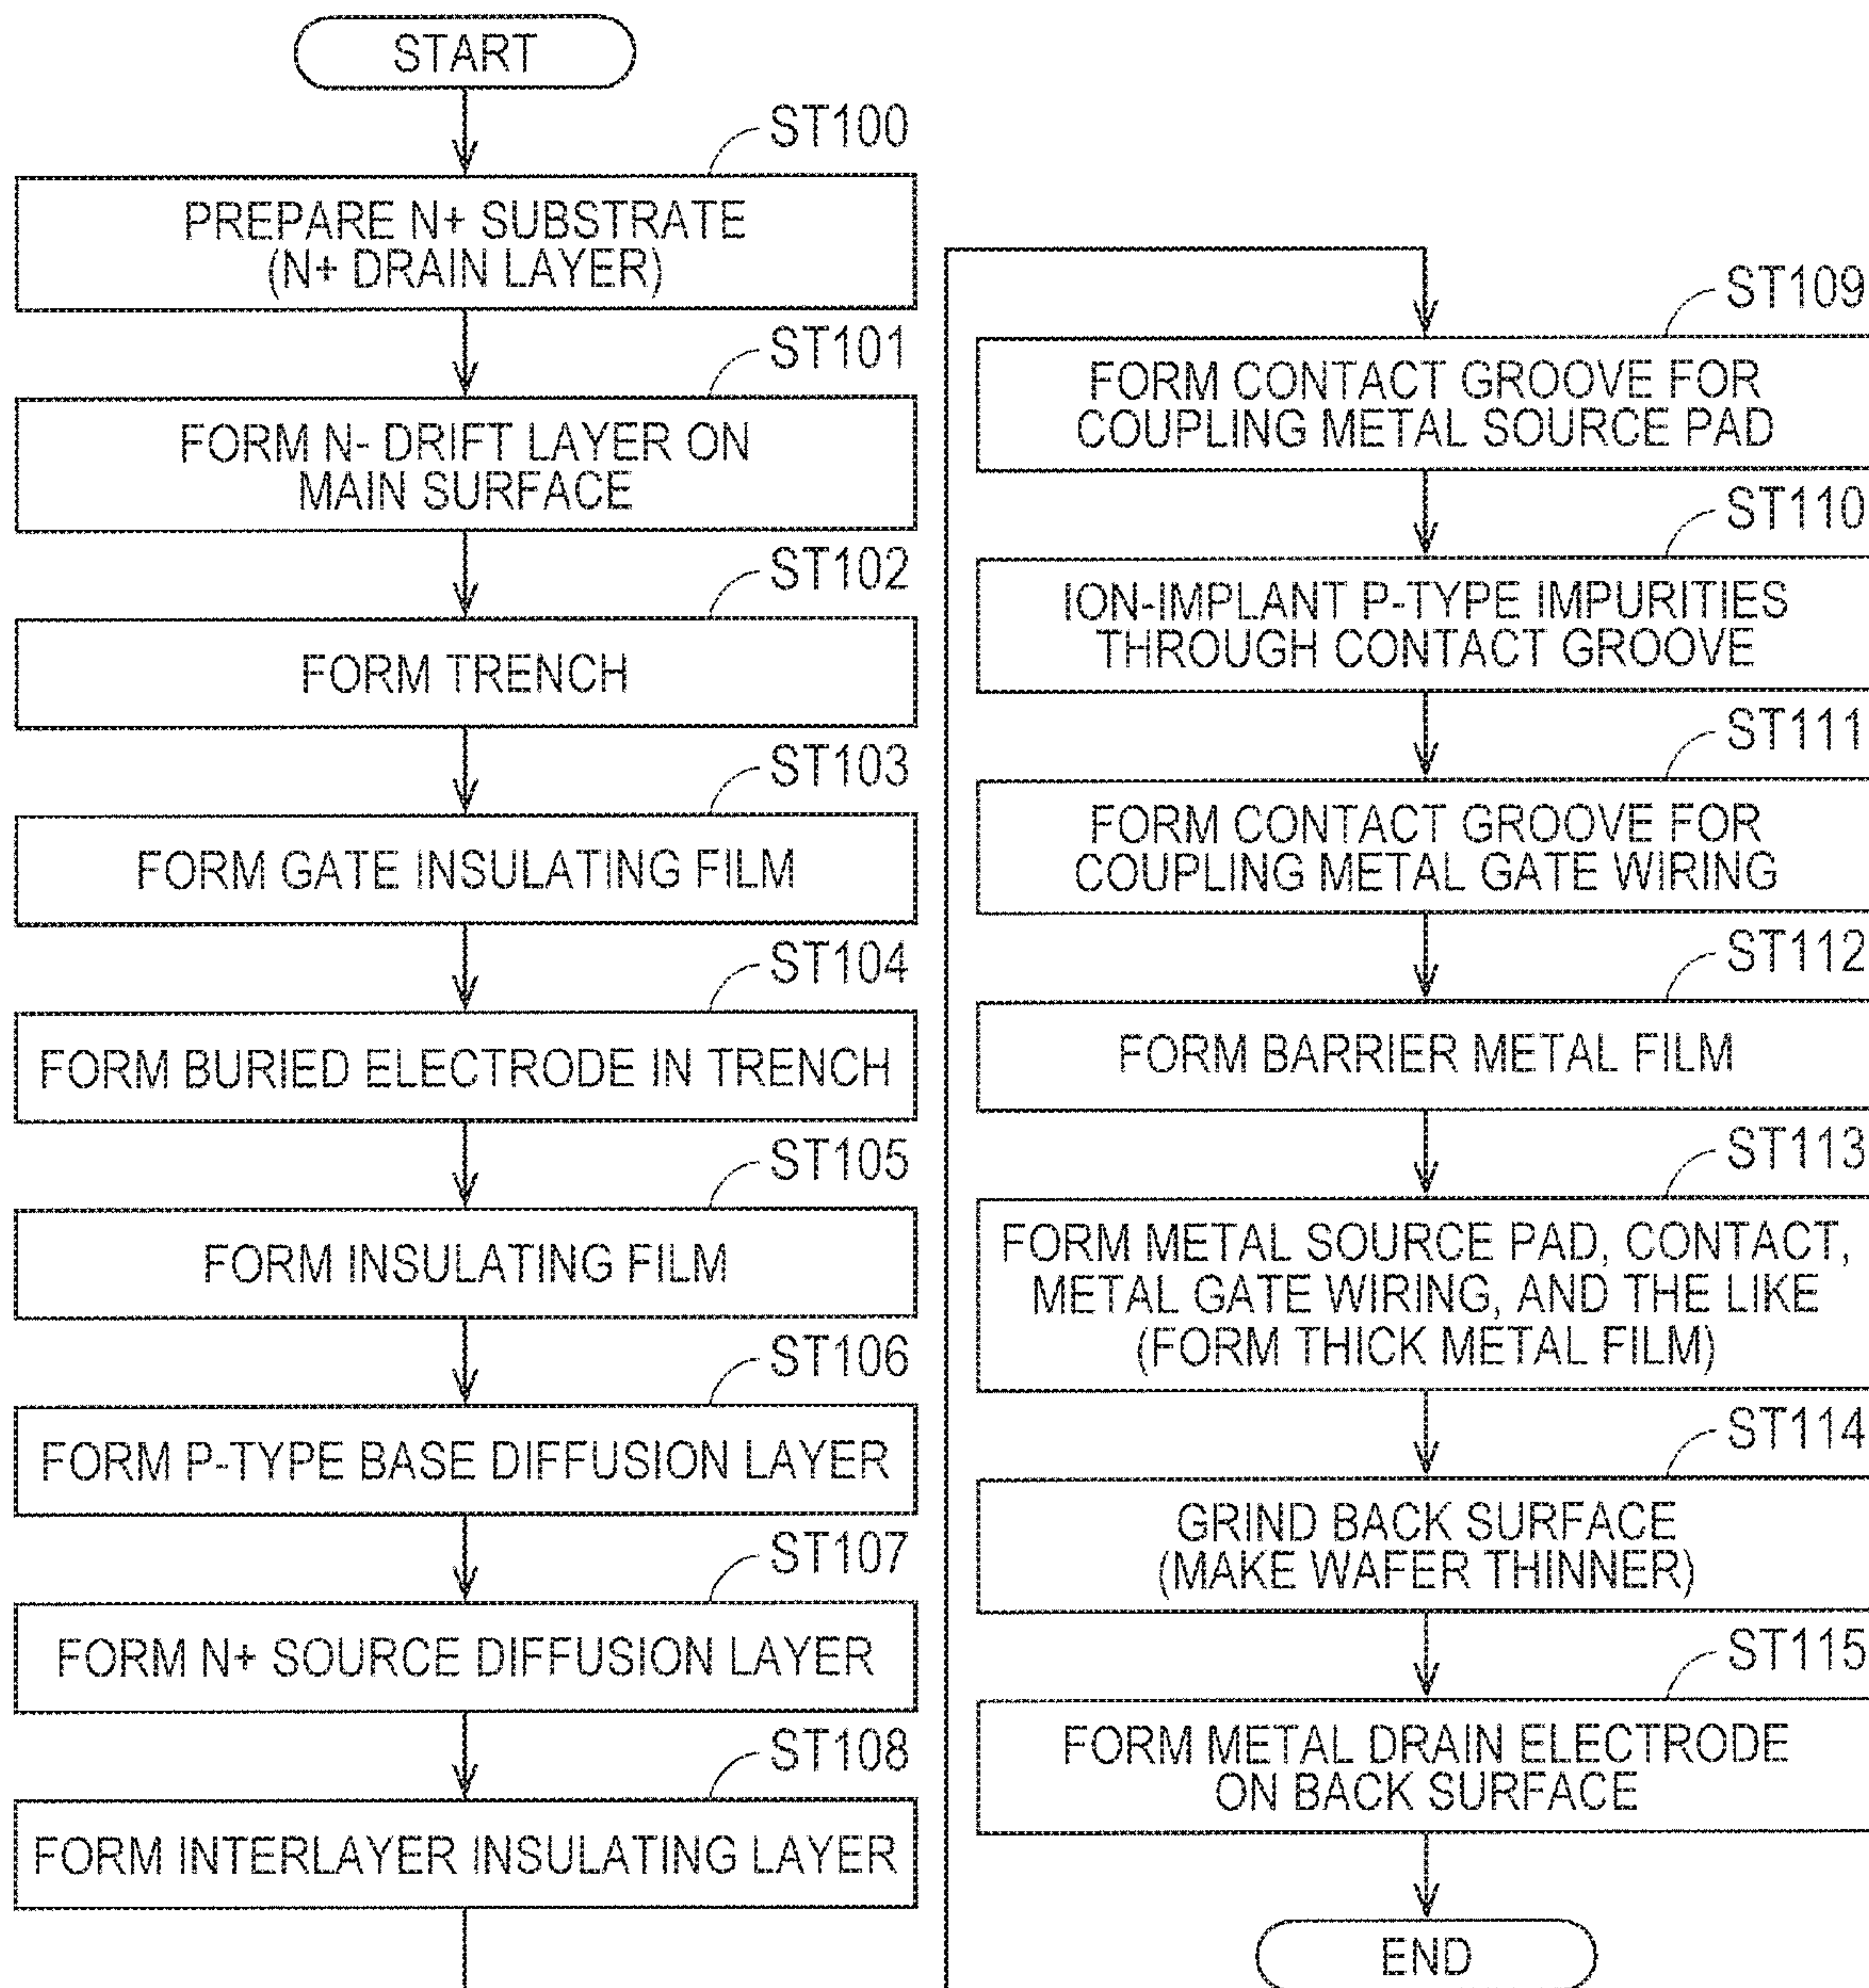 START
ST100
PREPARE N+ SUBSTRATE
(N+ DRAIN LAYER)
ST101
FORM N- DRIFT LAYER ON
MAIN SURFACE
ST102
FORM TRENCH
ST103
FORM GATE INSULATING FILM
ST104
FORM BURIED ELECTRODE IN TRENCH
ST105
FORM INSULATING FILM
ST106
FORM P-TYPE BASE DIFFUSION LAYER
ST107
FORM N+ SOURCE DIFFUSION LAYER
ST108
FORM INTERLAYER INSULATING LAYER
ST109
FORM CONTACT GROOVE FOR
COUPLING METAL SOURCE PAD
ST110
ION-IMPLANT P-TYPE IMPURITIES
THROUGH CONTACT GROOVE
ST111
FORM CONTACT GROOVE FOR
COUPLING METAL GATE WIRING
ST112
FORM BARRIER METAL FILM
ST113
FORM METAL SOURCE PAD, CONTACT,
METAL GATE WIRING, AND THE LIKE
(FORM THICK METAL FILM)
ST114
GRIND BACK SURFACE
(MAKE WAFER THINNER)
ST115
FORM METAL DRAIN ELECTRODE
ON BACK SURFACE
END